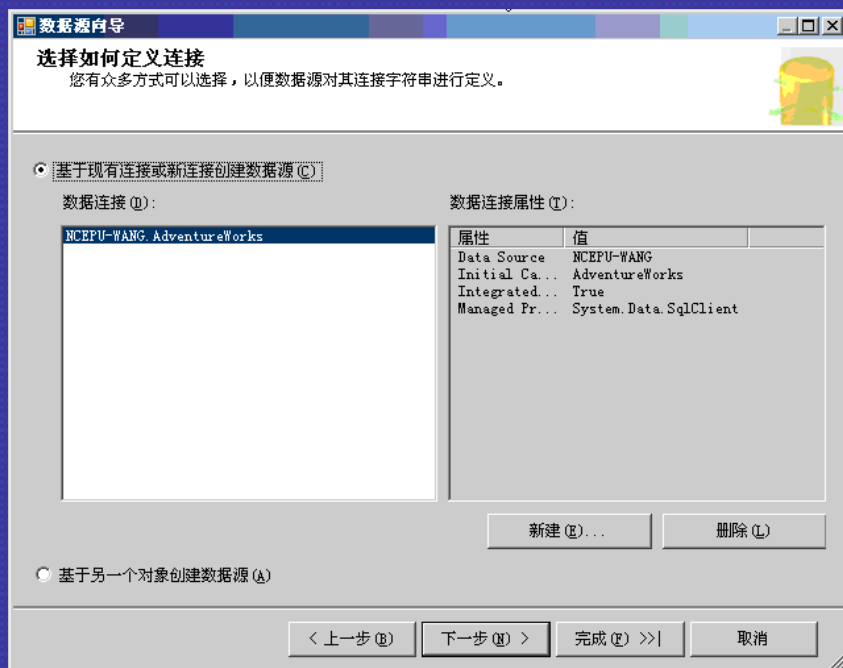 数据源向导
选择如何定义连接
您有众多方式可以选择，以便数据源对其连接字符串进行定义。
基于现有连接或新连接创建数据源(C)
数据连接(D):
数据连接属性(T):
NCEPU-WANG.AdventureWorks
属性 值
Data Source NCEPU-WANG
Initial Ca... AdventureWorks
Integrated... True
Managed Pr... System.Data.SqlClient
新建(E)...
删除(L)
基于另一个对象创建数据源(A)
< 上一步(B)
下一步(N) >
完成(F) >>|
取消